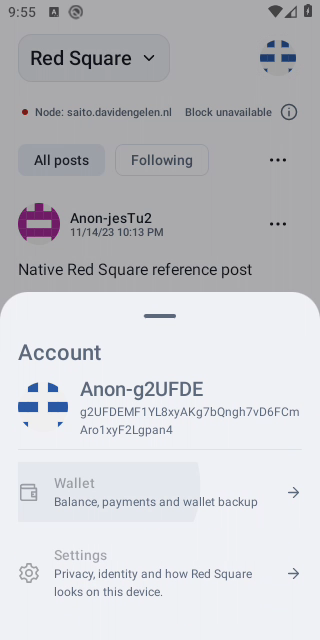 9:55
Red Square
Node: saito.davidengelen.nl Block unavailable
All posts Following
Anon-jesTu2
11/14/23 10:13 PM
Native Red Square reference post
Account
Anon-g2UFDE
g2UFDEMF1YL8xyAKg7bQngh7vD6FCm
Aro1xyF2Lgpan4
Wallet
Balance, payments and wallet backup
Settings
Privacy, identity and how Red Square
looks on this device.